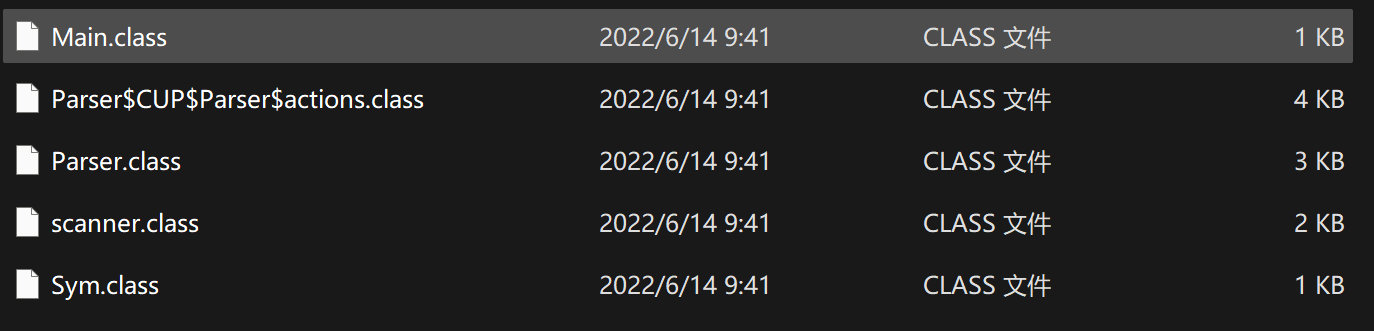 Main.class 2022/6/14 9:41 CLASS 文件 1 KB
Parser$CUP$Parser$actions.class 2022/6/14 9:41 CLASS 文件 4 KB
Parser.class 2022/6/14 9:41 CLASS 文件 3 KB
scanner.class 2022/6/14 9:41 CLASS 文件 2 KB
Sym.class 2022/6/14 9:41 CLASS 文件 1 KB